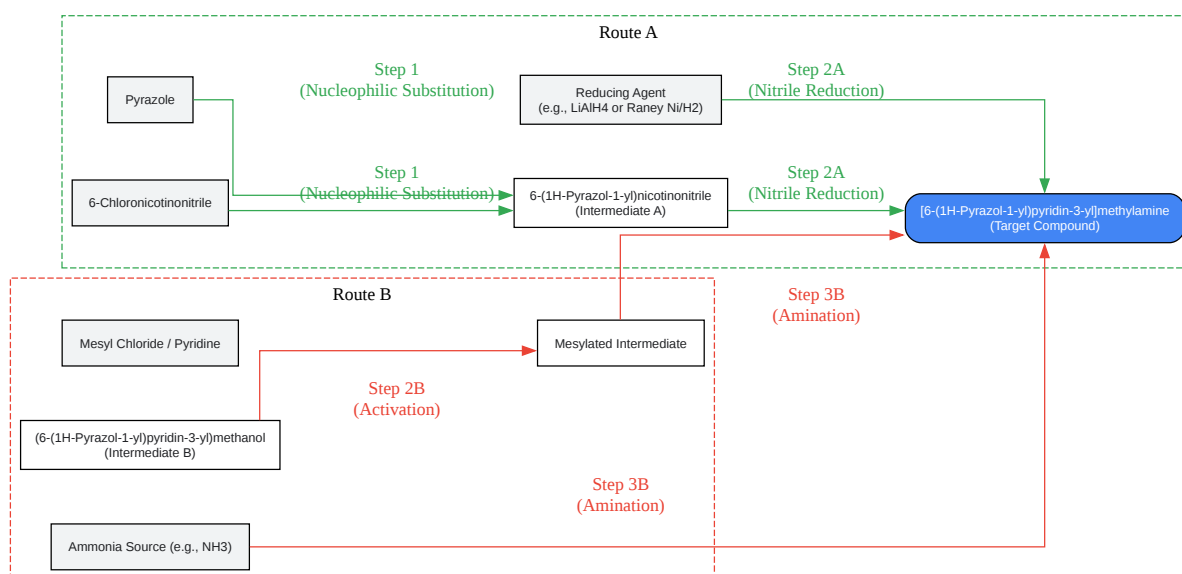 Route A
Step 1
(Nucleophilic Substitution)
Step 2A
(Nitrile Reduction)
Pyrazole
Reducing Agent
(e.g., LiAlH4 or Raney Ni/H2)
Step 1
(Nucleophilic Substitution)
Step 2A
(Nitrile Reduction)
6-Chloronicotinonitrile
6-(1H-Pyrazol-1-yl)nicotinonitrile
(Intermediate A)
[6-(1H-Pyrazol-1-yl)pyridin-3-yl]methylamine
(Target Compound)
Route B
Step 3B
(Amination)
Mesyl Chloride / Pyridine
Mesylated Intermediate
Step 2B
(Activation)
(6-(1H-Pyrazol-1-yl)pyridin-3-yl)methanol
(Intermediate B)
Step 3B
(Amination)
Ammonia Source (e.g., NH3)